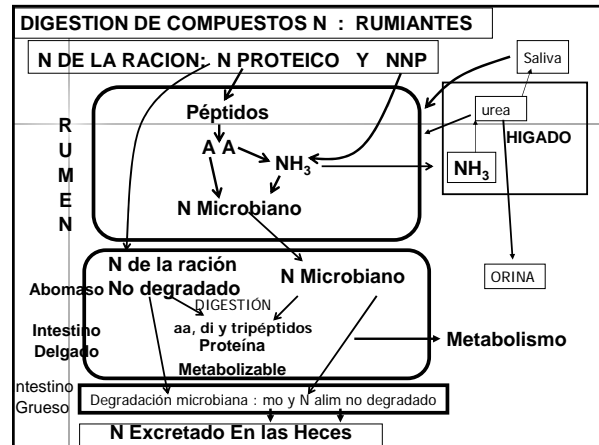 DIGESTION DE COMPUESTOS N : RUMIANTES
N DE LA RACION: N PROTEICO Y NNP
Saliva
Péptidos
urea
HIGADO
A A
NH₃
NH₃
R
U
M
E
N
N Microbiano
N de la ración
No degradado
N Microbiano
ORINA
Abomaso
DIGESTIÓN
Intestino
Delgado
aa, di y tripéptidos
Proteína
Metabolizable
Metabolismo
ntestino
Grueso
Degradación microbiana : mo y N alim no degradado
N Excretado En las Heces